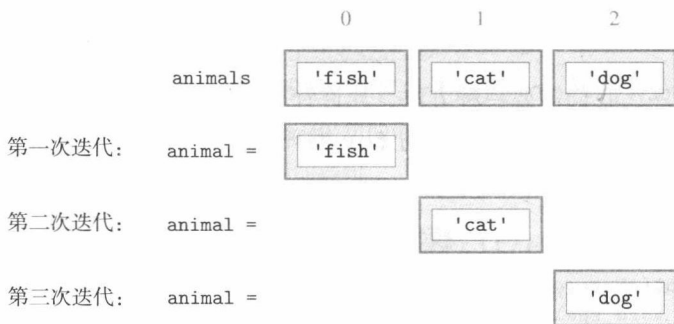 0 1 2
animals 'fish' 'cat' 'dog'
第一次迭代: animal = 'fish'
第二次迭代: animal = 'cat'
第三次迭代: animal = 'dog'